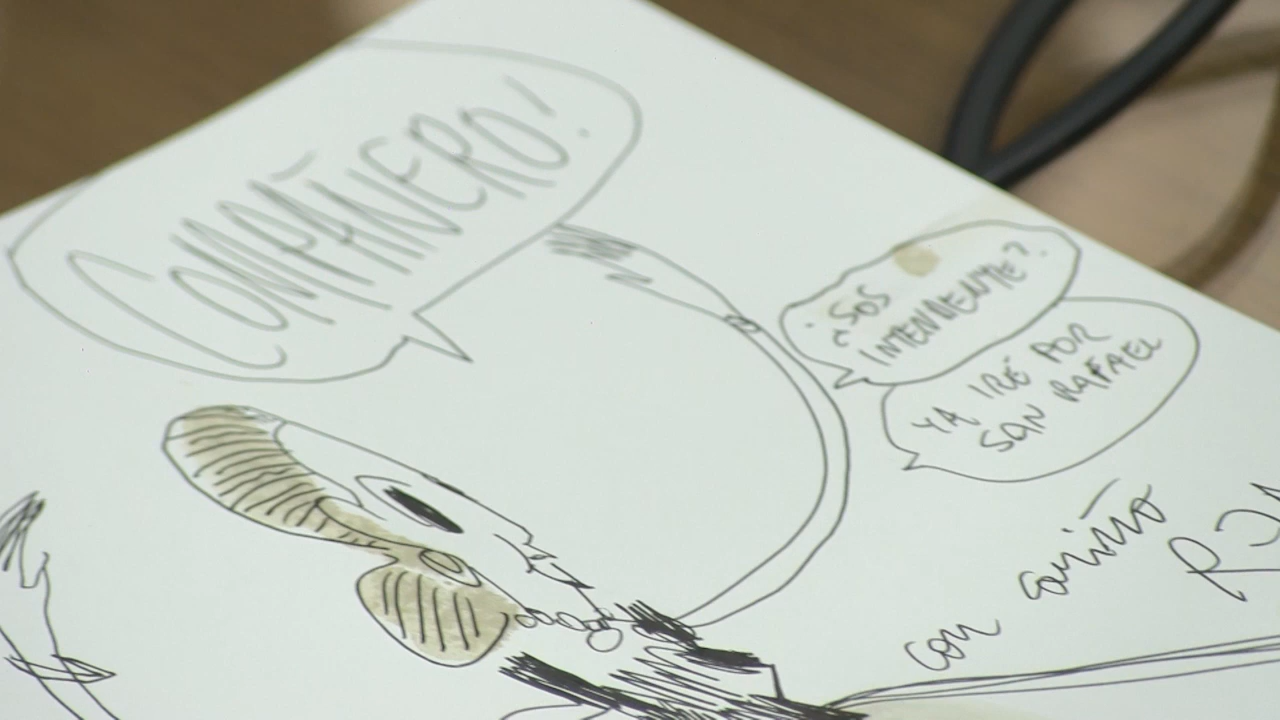 COMPAÑERO!
¿SOS
INTENDENTE?
YA IRÉ POR
SAN RAFAEL
con cariño